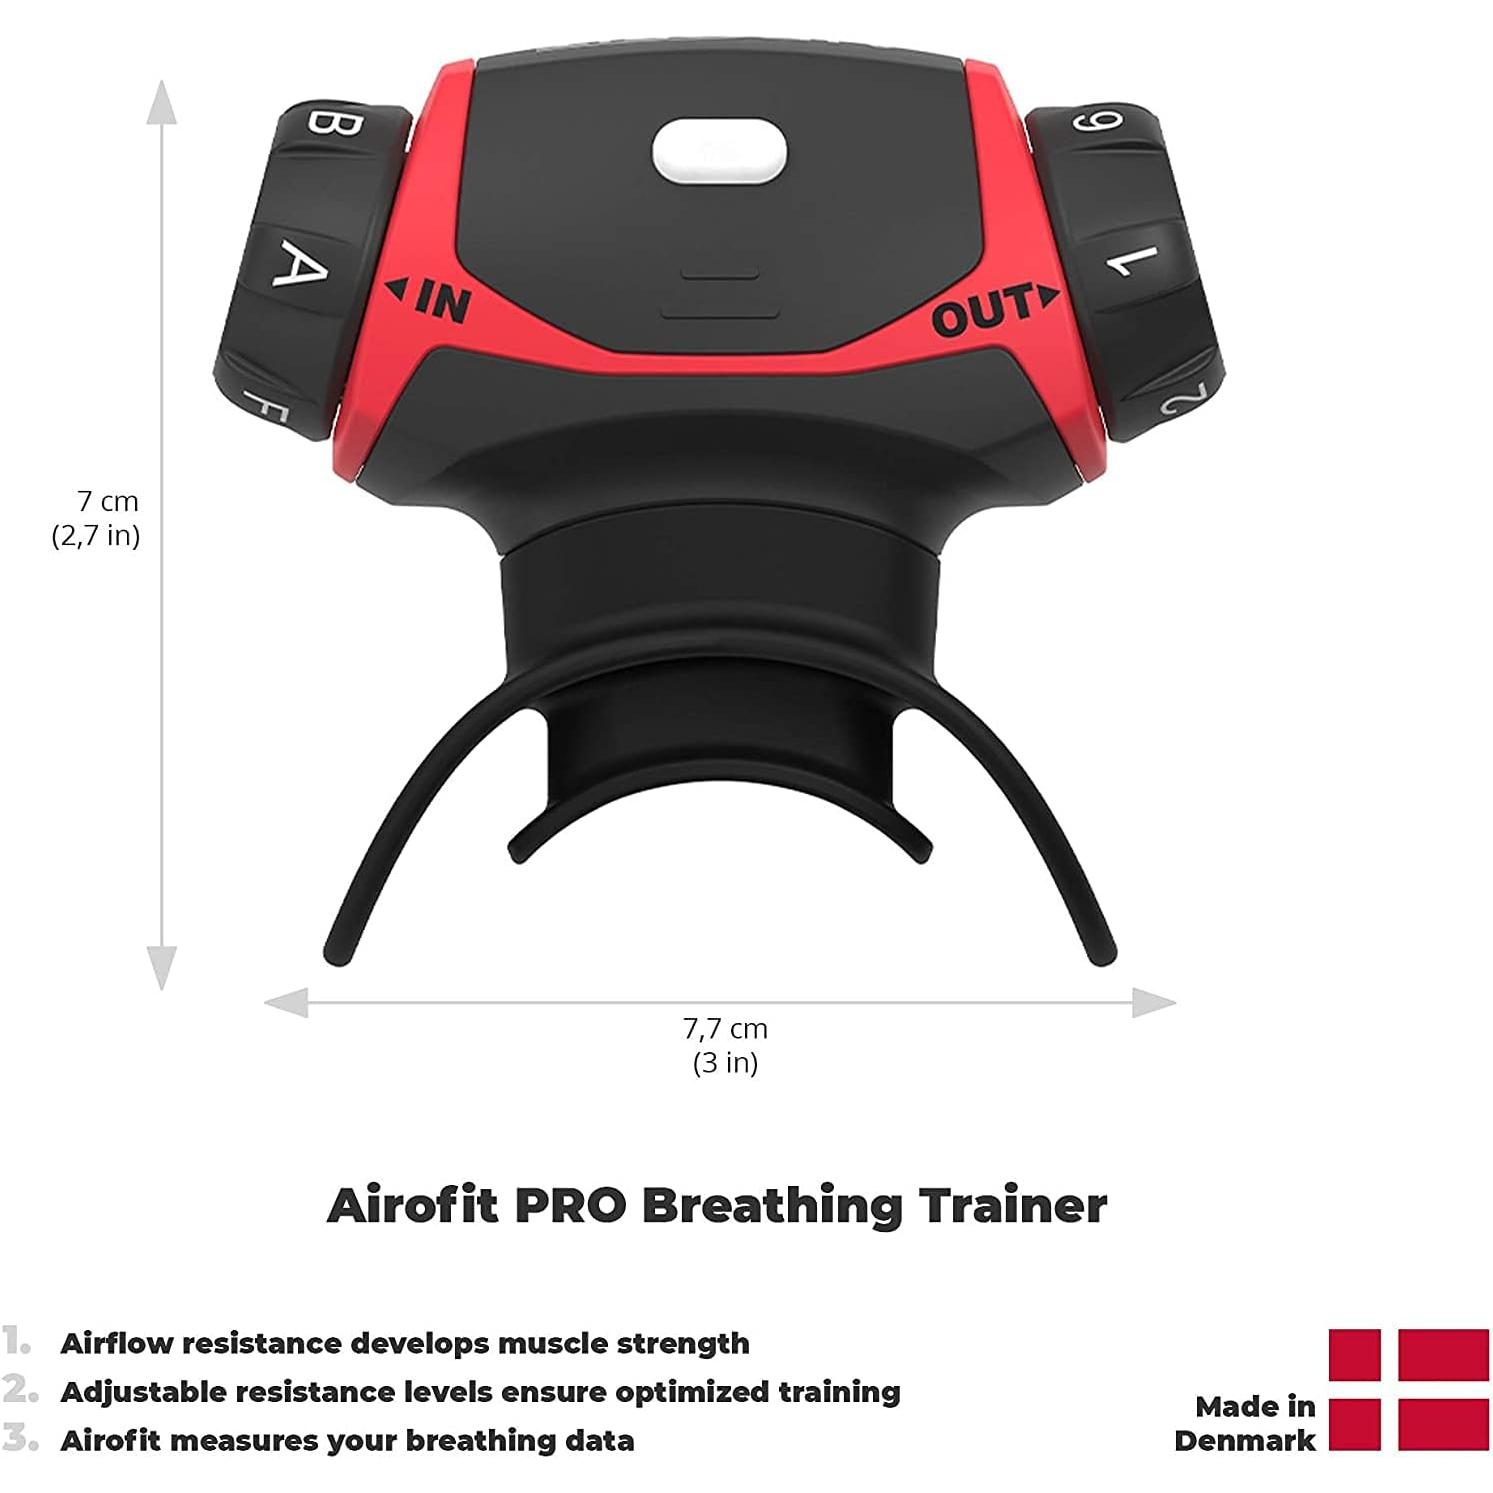 B
A
F
IN
OUT
6
1
2
7 cm
(2,7 in)
7,7 cm
(3 in)
Airofit PRO Breathing Trainer
1. Airflow resistance develops muscle strength
2. Adjustable resistance levels ensure optimized training
3. Airofit measures your breathing data
Made in
Denmark